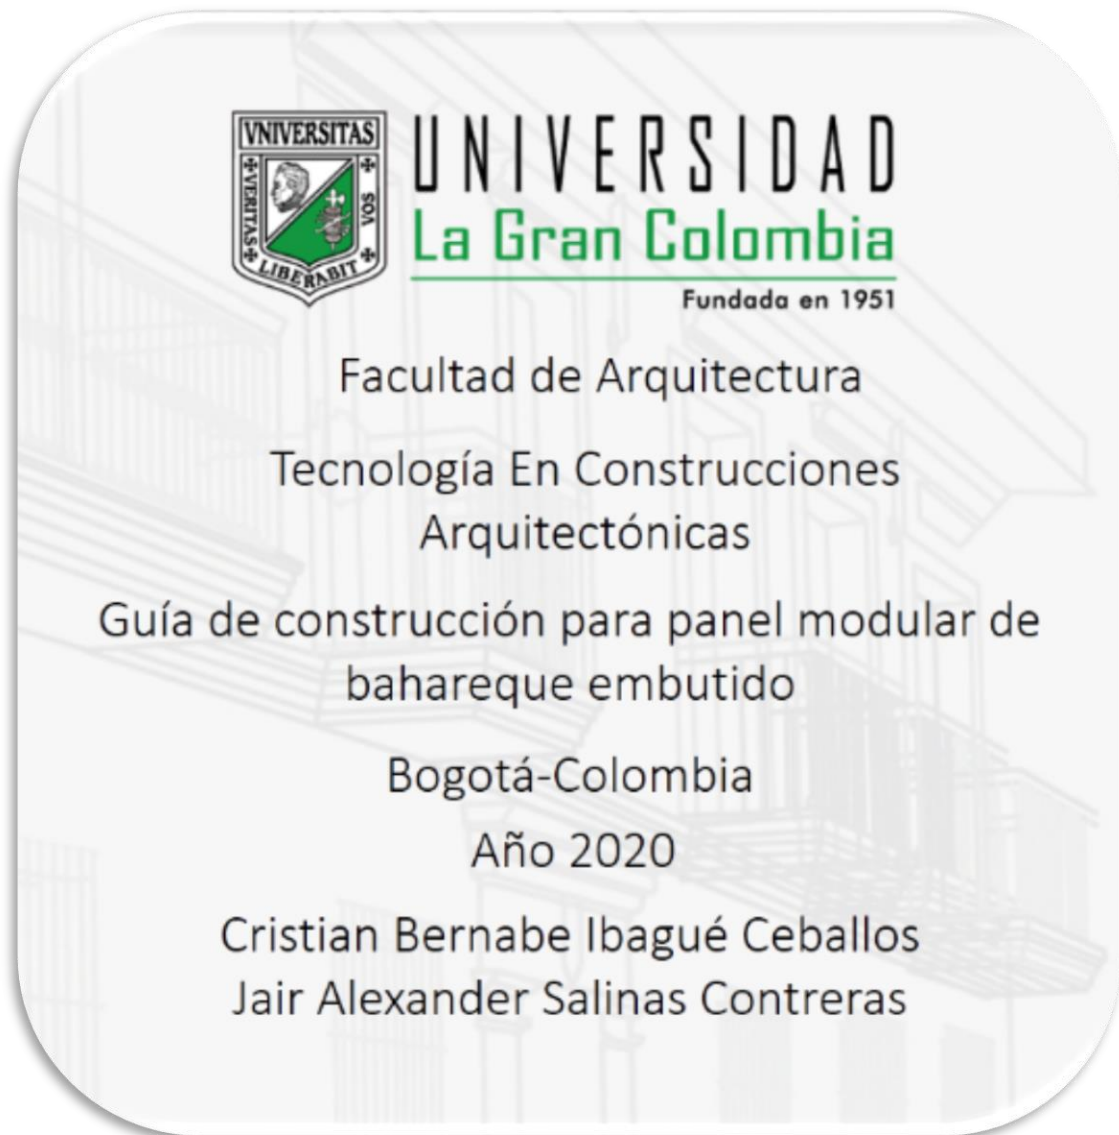 VNIVERSITAS
VERITAS
VOS
LIBERABIT
UNIVERSIDAD
La Gran Colombia
Fundada en 1951
Facultad de Arquitectura
Tecnología En Construcciones
Arquitectónicas
Guía de construcción para panel modular de
bahareque embutido
Bogotá-Colombia
Año 2020
Cristian Bernabe Ibagué Ceballos
Jair Alexander Salinas Contreras